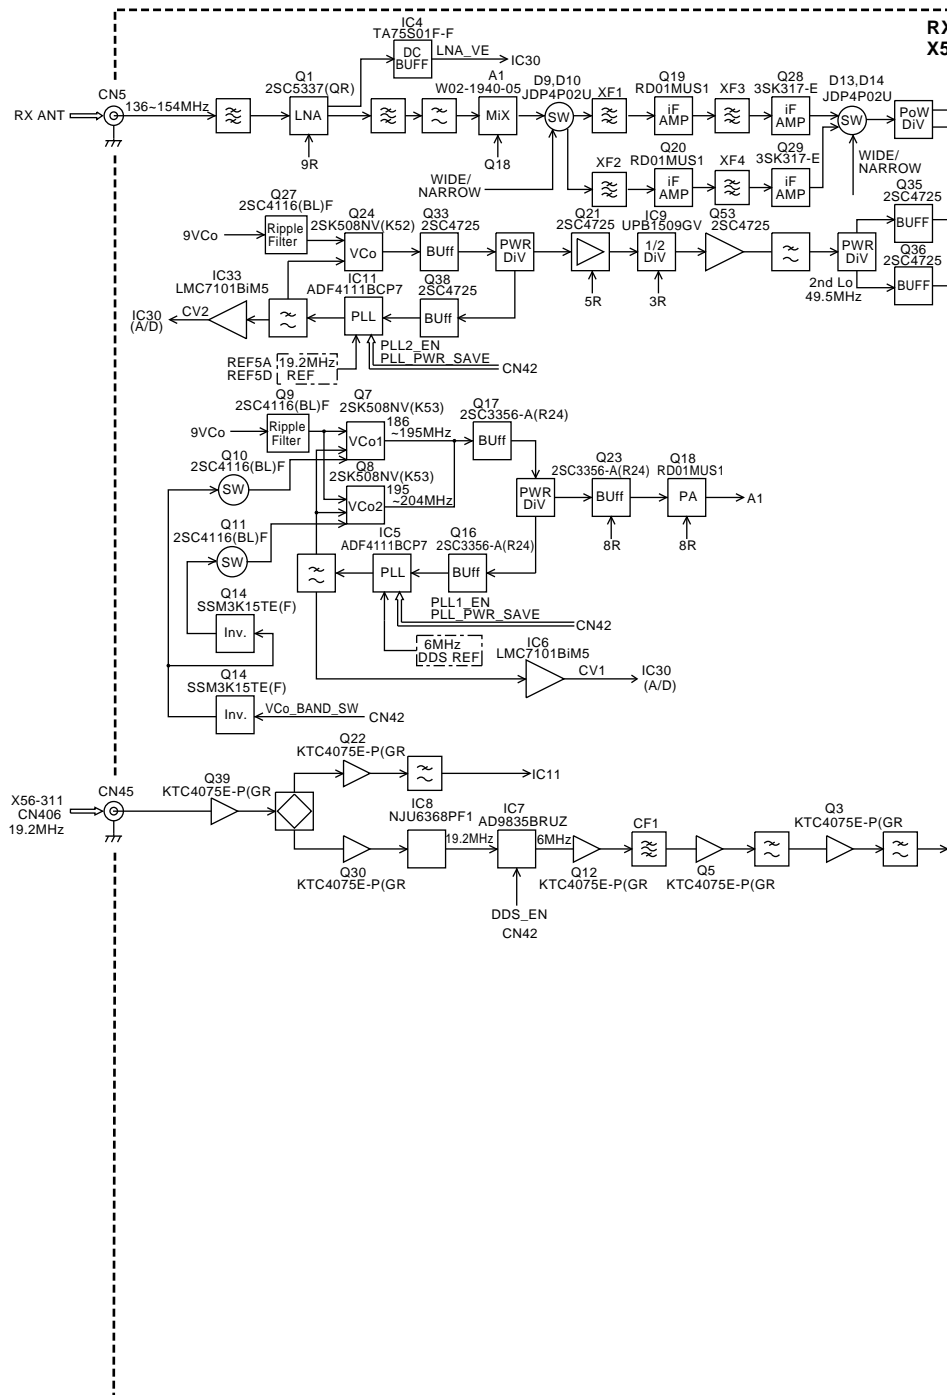 RX
X5
IC4
TA75S01F-F
DC
BUFF
LNA_VE
IC30
CN5
RX ANT
136~154MHz
Q1
2SC5337(QR)
LNA
9R
A1
W02-1940-05
MiX
Q18
D9,D10
JDP4P02U
SW
WIDE/
NARROW
XF1
Q19
RD01MUS1
iF
AMP
XF3
Q28
3SK317-E
iF
AMP
D13,D14
JDP4P02U
SW
PoW
DiV
XF2
Q20
RD01MUS1
iF
AMP
XF4
Q29
3SK317-E
iF
AMP
WIDE/
NARROW
Q27
2SC4116(BL)F
9VCo
Ripple
Filter
Q24
2SK508NV(K52)
VCo
Q33
2SC4725
BUff
PWR
DiV
Q21
2SC4725
5R
IC9
UPB1509GV
1/2
DiV
3R
Q53
2SC4725
PWR
DiV
2nd Lo
49.5MHz
Q35
2SC4725
BUFF
Q36
2SC4725
BUFF
IC33
LMC7101BiM5
IC30
(A/D)
CV2
IC11
ADF4111BCP7
PLL
Q38
2SC4725
BUff
PLL2_EN
PLL_PWR_SAVE
CN42
REF5A
REF5D
19.2MHz
REF
Q9
2SC4116(BL)F
9VCo
Ripple
Filter
Q7
2SK508NV(K53)
VCo1
186
~195MHz
Q17
2SC3356-A(R24)
BUff
Q10
2SC4116(BL)F
SW
Q8
2SK508NV(K53)
VCo2
195
~204MHz
PWR
DiV
Q23
2SC3356-A(R24)
BUff
8R
Q18
RD01MUS1
PA
8R
A1
Q11
2SC4116(BL)F
SW
IC5
ADF4111BCP7
PLL
Q16
2SC3356-A(R24)
BUff
PLL1_EN
PLL_PWR_SAVE
CN42
Q14
SSM3K15TE(F)
Inv.
6MHz
DDS REF
IC6
LMC7101BiM5
CV1
IC30
(A/D)
Q14
SSM3K15TE(F)
Inv.
VCo_BAND_SW
CN42
X56-311
CN406
19.2MHz
CN45
Q39
KTC4075E-P(GR
Q22
KTC4075E-P(GR
IC11
Q30
KTC4075E-P(GR
IC8
NJU6368PF1
19.2MHz
IC7
AD9835BRUZ
6MHz
DDS_EN
CN42
Q12
KTC4075E-P(GR
CF1
Q5
KTC4075E-P(GR
Q3
KTC4075E-P(GR